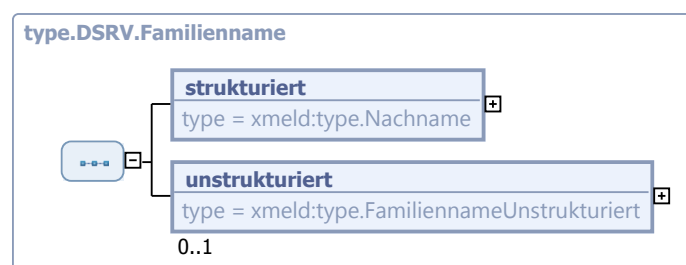 type.DSRV.Familienname
strukturiert
type = xmeld:type.Nachname
unstrukturiert
type = xmeld:type.FamiliennameUnstrukturiert
0..1